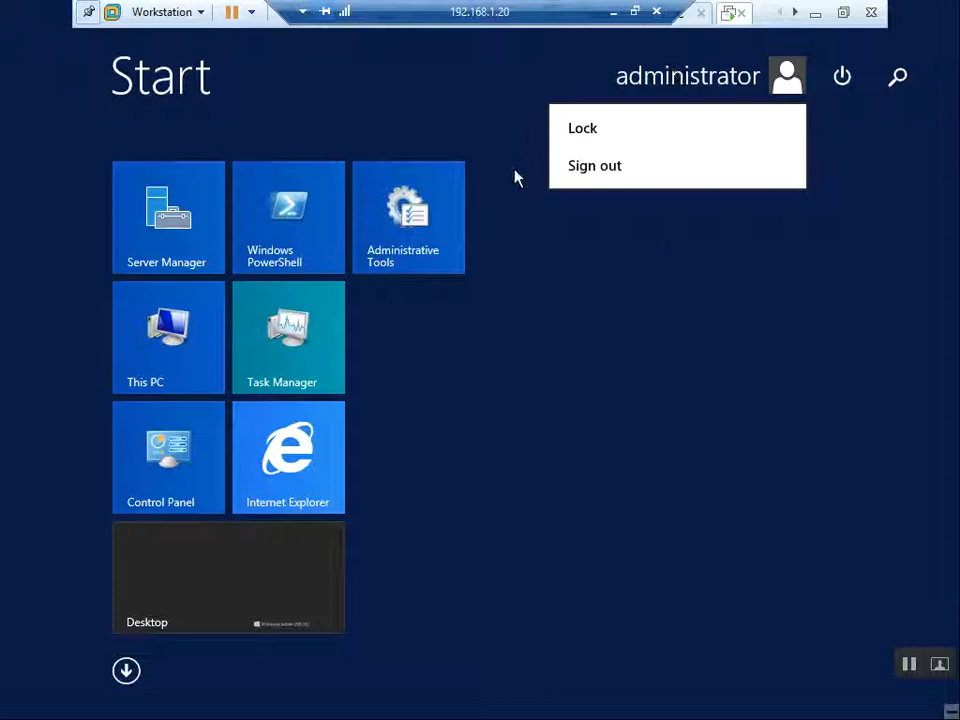 Workstation
192.168.1.20
Start
administrator
Lock
Sign out
Server Manager
Windows
PowerShell
Administrative
Tools
This PC
Task Manager
Control Panel
Internet Explorer
Desktop